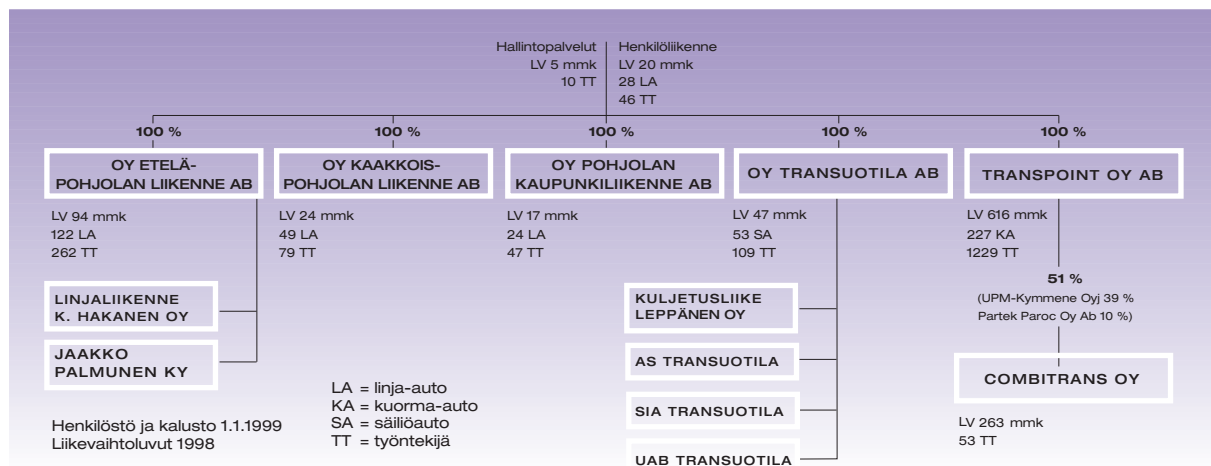 Hallintopalvelut
LV 5 mmk
10 TT
Henkilöliikenne
LV 20 mmk
28 LA
46 TT
100 %
100 %
100 %
100 %
100 %
OY ETELÄ-
POHJOLAN LIIKENNE AB
LV 94 mmk
122 LA
262 TT
OY KAAKKOIS-
POHJOLAN LIIKENNE AB
LV 24 mmk
49 LA
79 TT
OY POHJOLAN
KAUPUNKILIIKENNE AB
LV 17 mmk
24 LA
47 TT
OY TRANSUOTILA AB
LV 47 mmk
53 SA
109 TT
TRANSPOINT OY AB
LV 616 mmk
227 KA
1229 TT
LINJALIIKENNE
K. HAKANEN OY
JAAKKO
PALMUNEN KY
KULJETUSLIIKE
LEPPÄNEN OY
AS TRANSUOTILA
SIA TRANSUOTILA
UAB TRANSUOTILA
51 %
(UPM-Kymmene Oyj 39 %
Partek Paroc Oy Ab 10 %)
COMBITRANS OY
LV 263 mmk
53 TT
LA = linja-auto
KA = kuorma-auto
SA = säiliöauto
TT = työntekijä
Henkilöstö ja kalusto 1.1.1999
Liikevaihtoluvut 1998